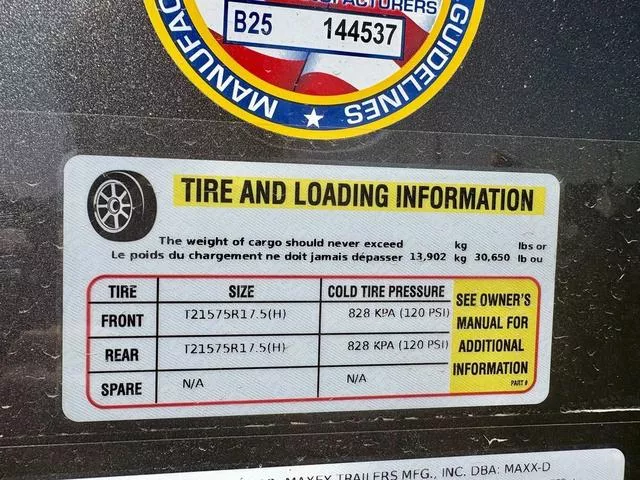 MANUFACTURERS
B25 144537
MANUFAC
GUIDELINES
TIRE AND LOADING INFORMATION
The weight of cargo should never exceed kg lbs or
Le poids du chargement ne doit jamais dépasser 13,902 kg 30,650 lb ou
TIRE SIZE COLD TIRE PRESSURE
FRONT T21575R17.5(H) 828 KPA (120 PSI)
REAR T21575R17.5(H) 828 KPA (120 PSI)
SPARE N/A N/A
SEE OWNER'S
MANUAL FOR
ADDITIONAL
INFORMATION
PART #
MAXEY TRAILERS MFG., INC. DBA: MAXX-D